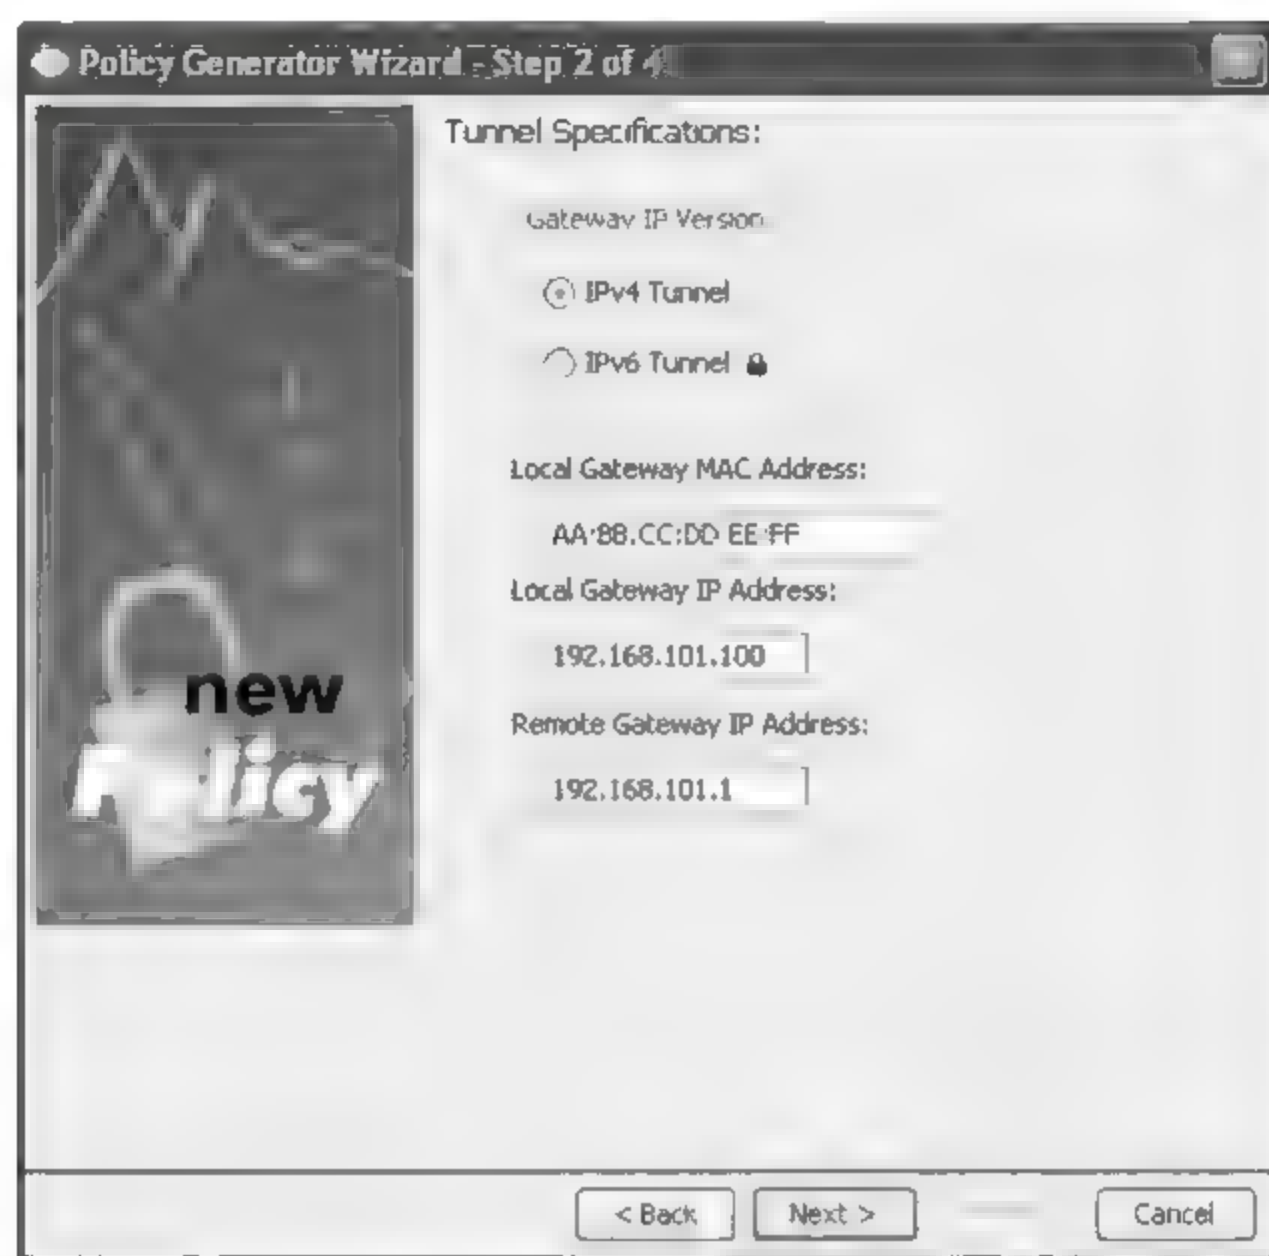 Policy Generator Wizard - Step 2 of 4
Tunnel Specifications:
Gateway IP Version
IPv4 Tunnel
IPv6 Tunnel
Local Gateway MAC Address:
AA:BB:CC:DD:EE:FF
Local Gateway IP Address:
192.168.101.100
Remote Gateway IP Address:
192.168.101.1
new
Policy
< Back
Next >
Cancel